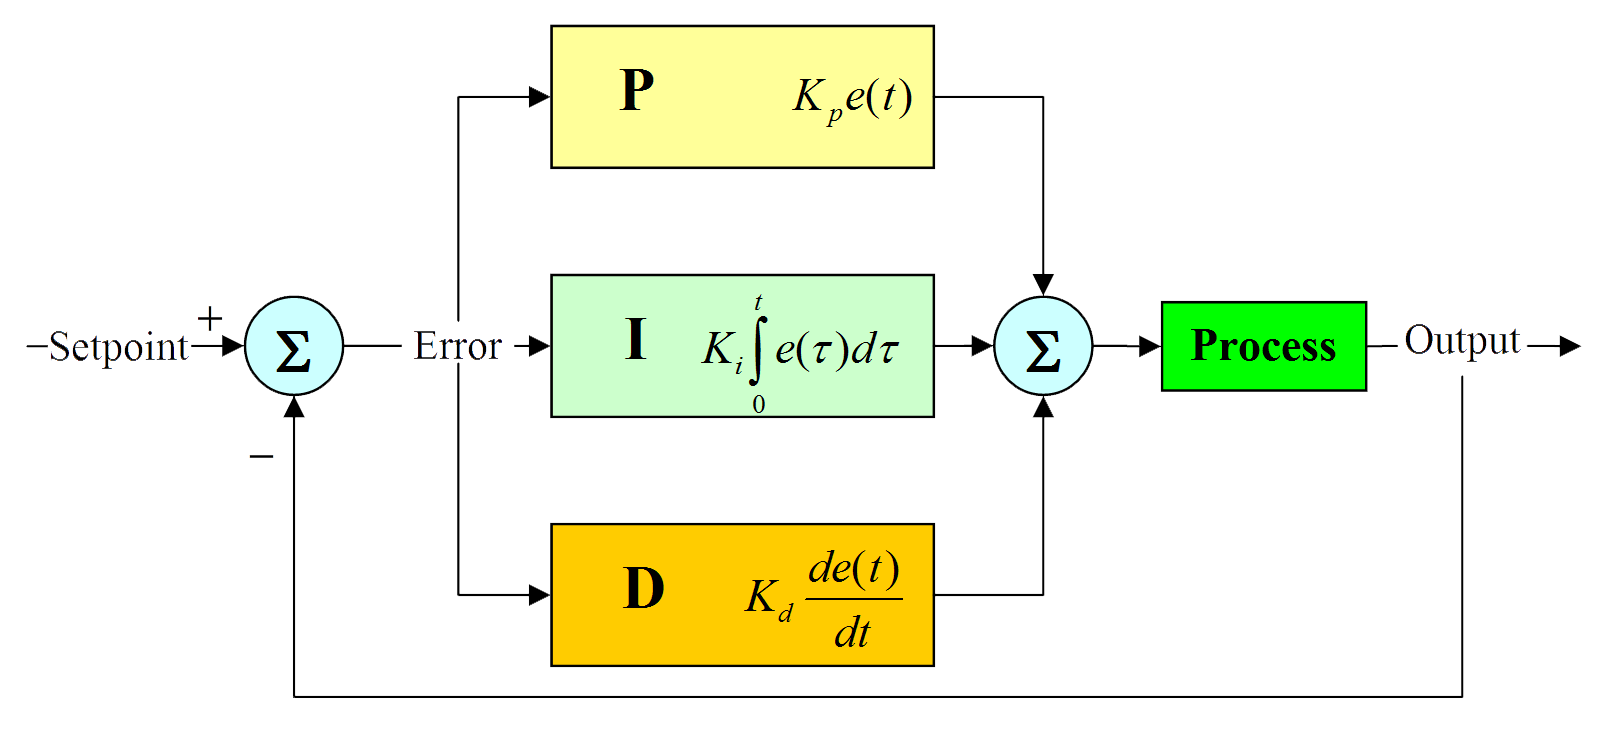 P K_p e(t)
–Setpoint + Σ Error I K_i ∫_0^t e(τ)dτ Σ Process Output
–
D K_d de(t)/dt